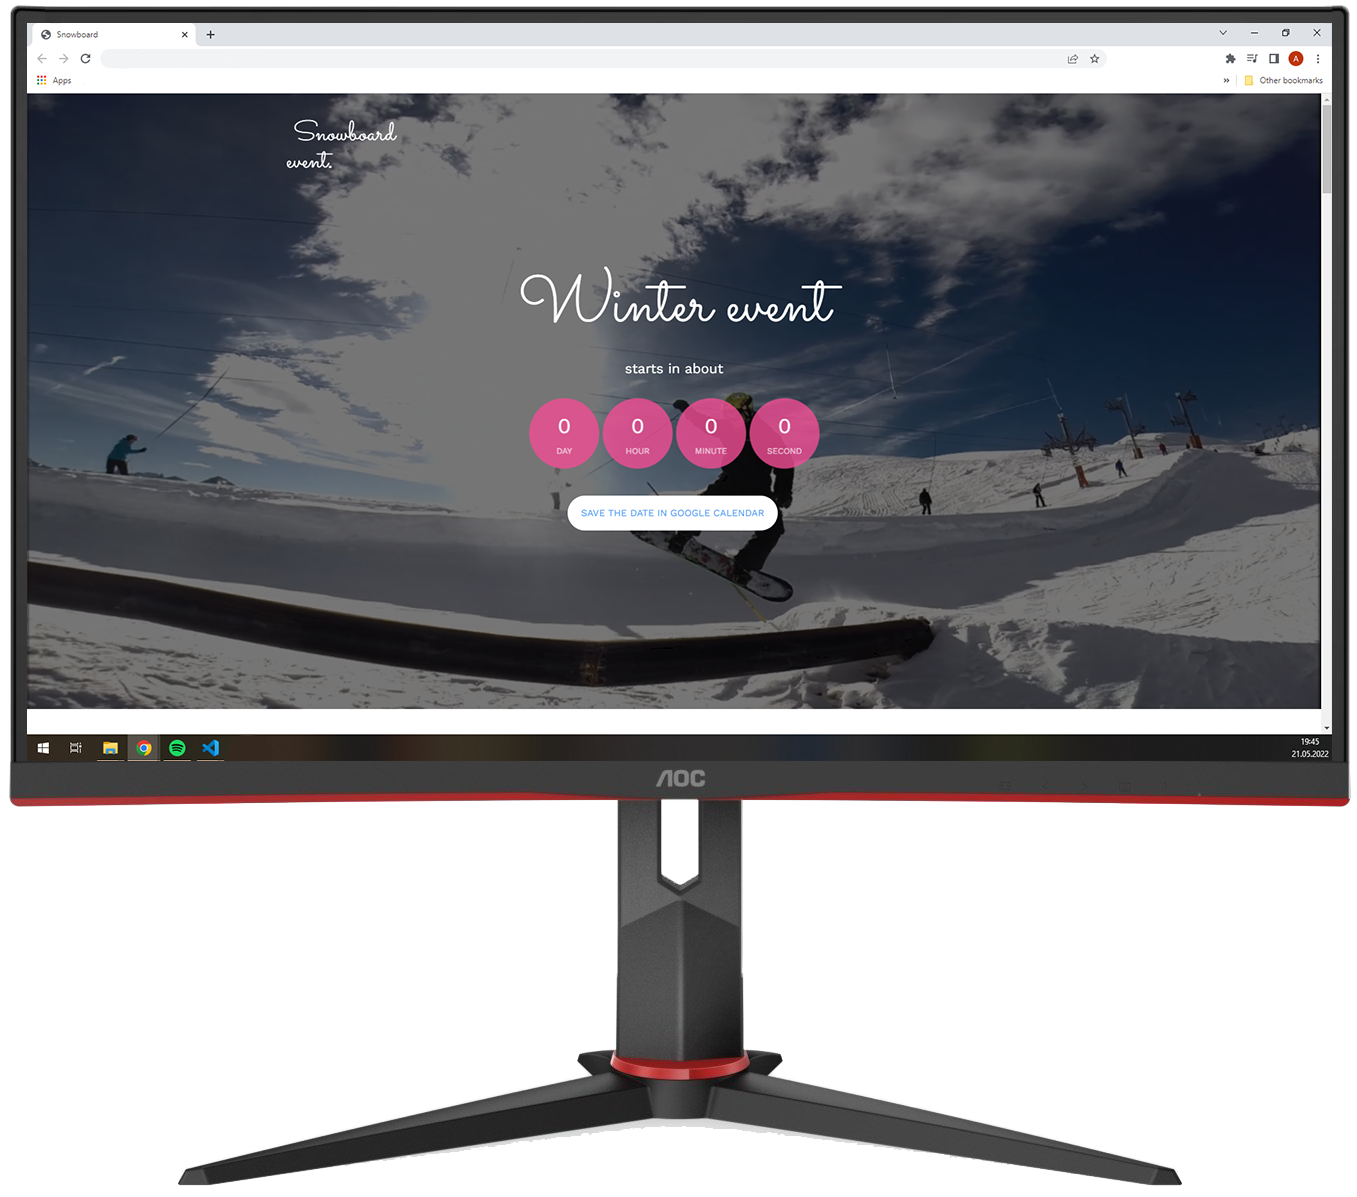 Snowboard
Apps
Other bookmarks
Snowboard
event.
Winter event
starts in about
0 0 0 0
DAY HOUR MINUTE SECOND
SAVE THE DATE IN GOOGLE CALENDAR
A
19:45
21.05.2022
AOC